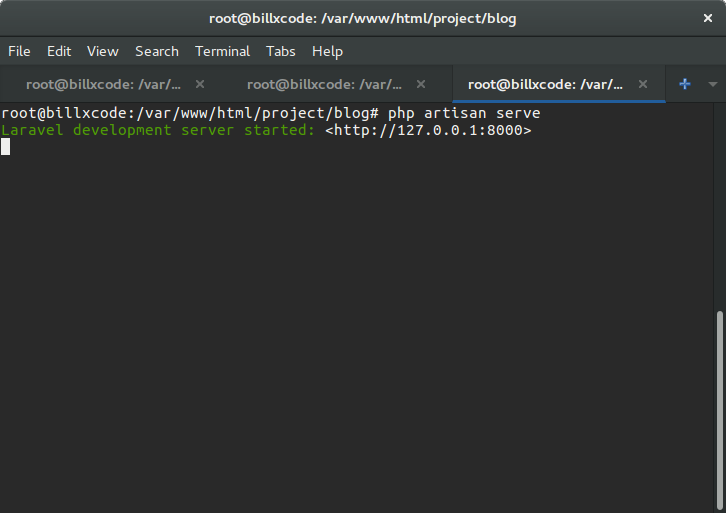 root@billxcode: /var/www/html/project/blog
File Edit View Search Terminal Tabs Help
root@billxcode: /var/... root@billxcode: /var/... root@billxcode: /var/...
root@billxcode:/var/www/html/project/blog# php artisan serve
Laravel development server started: <http://127.0.0.1:8000>